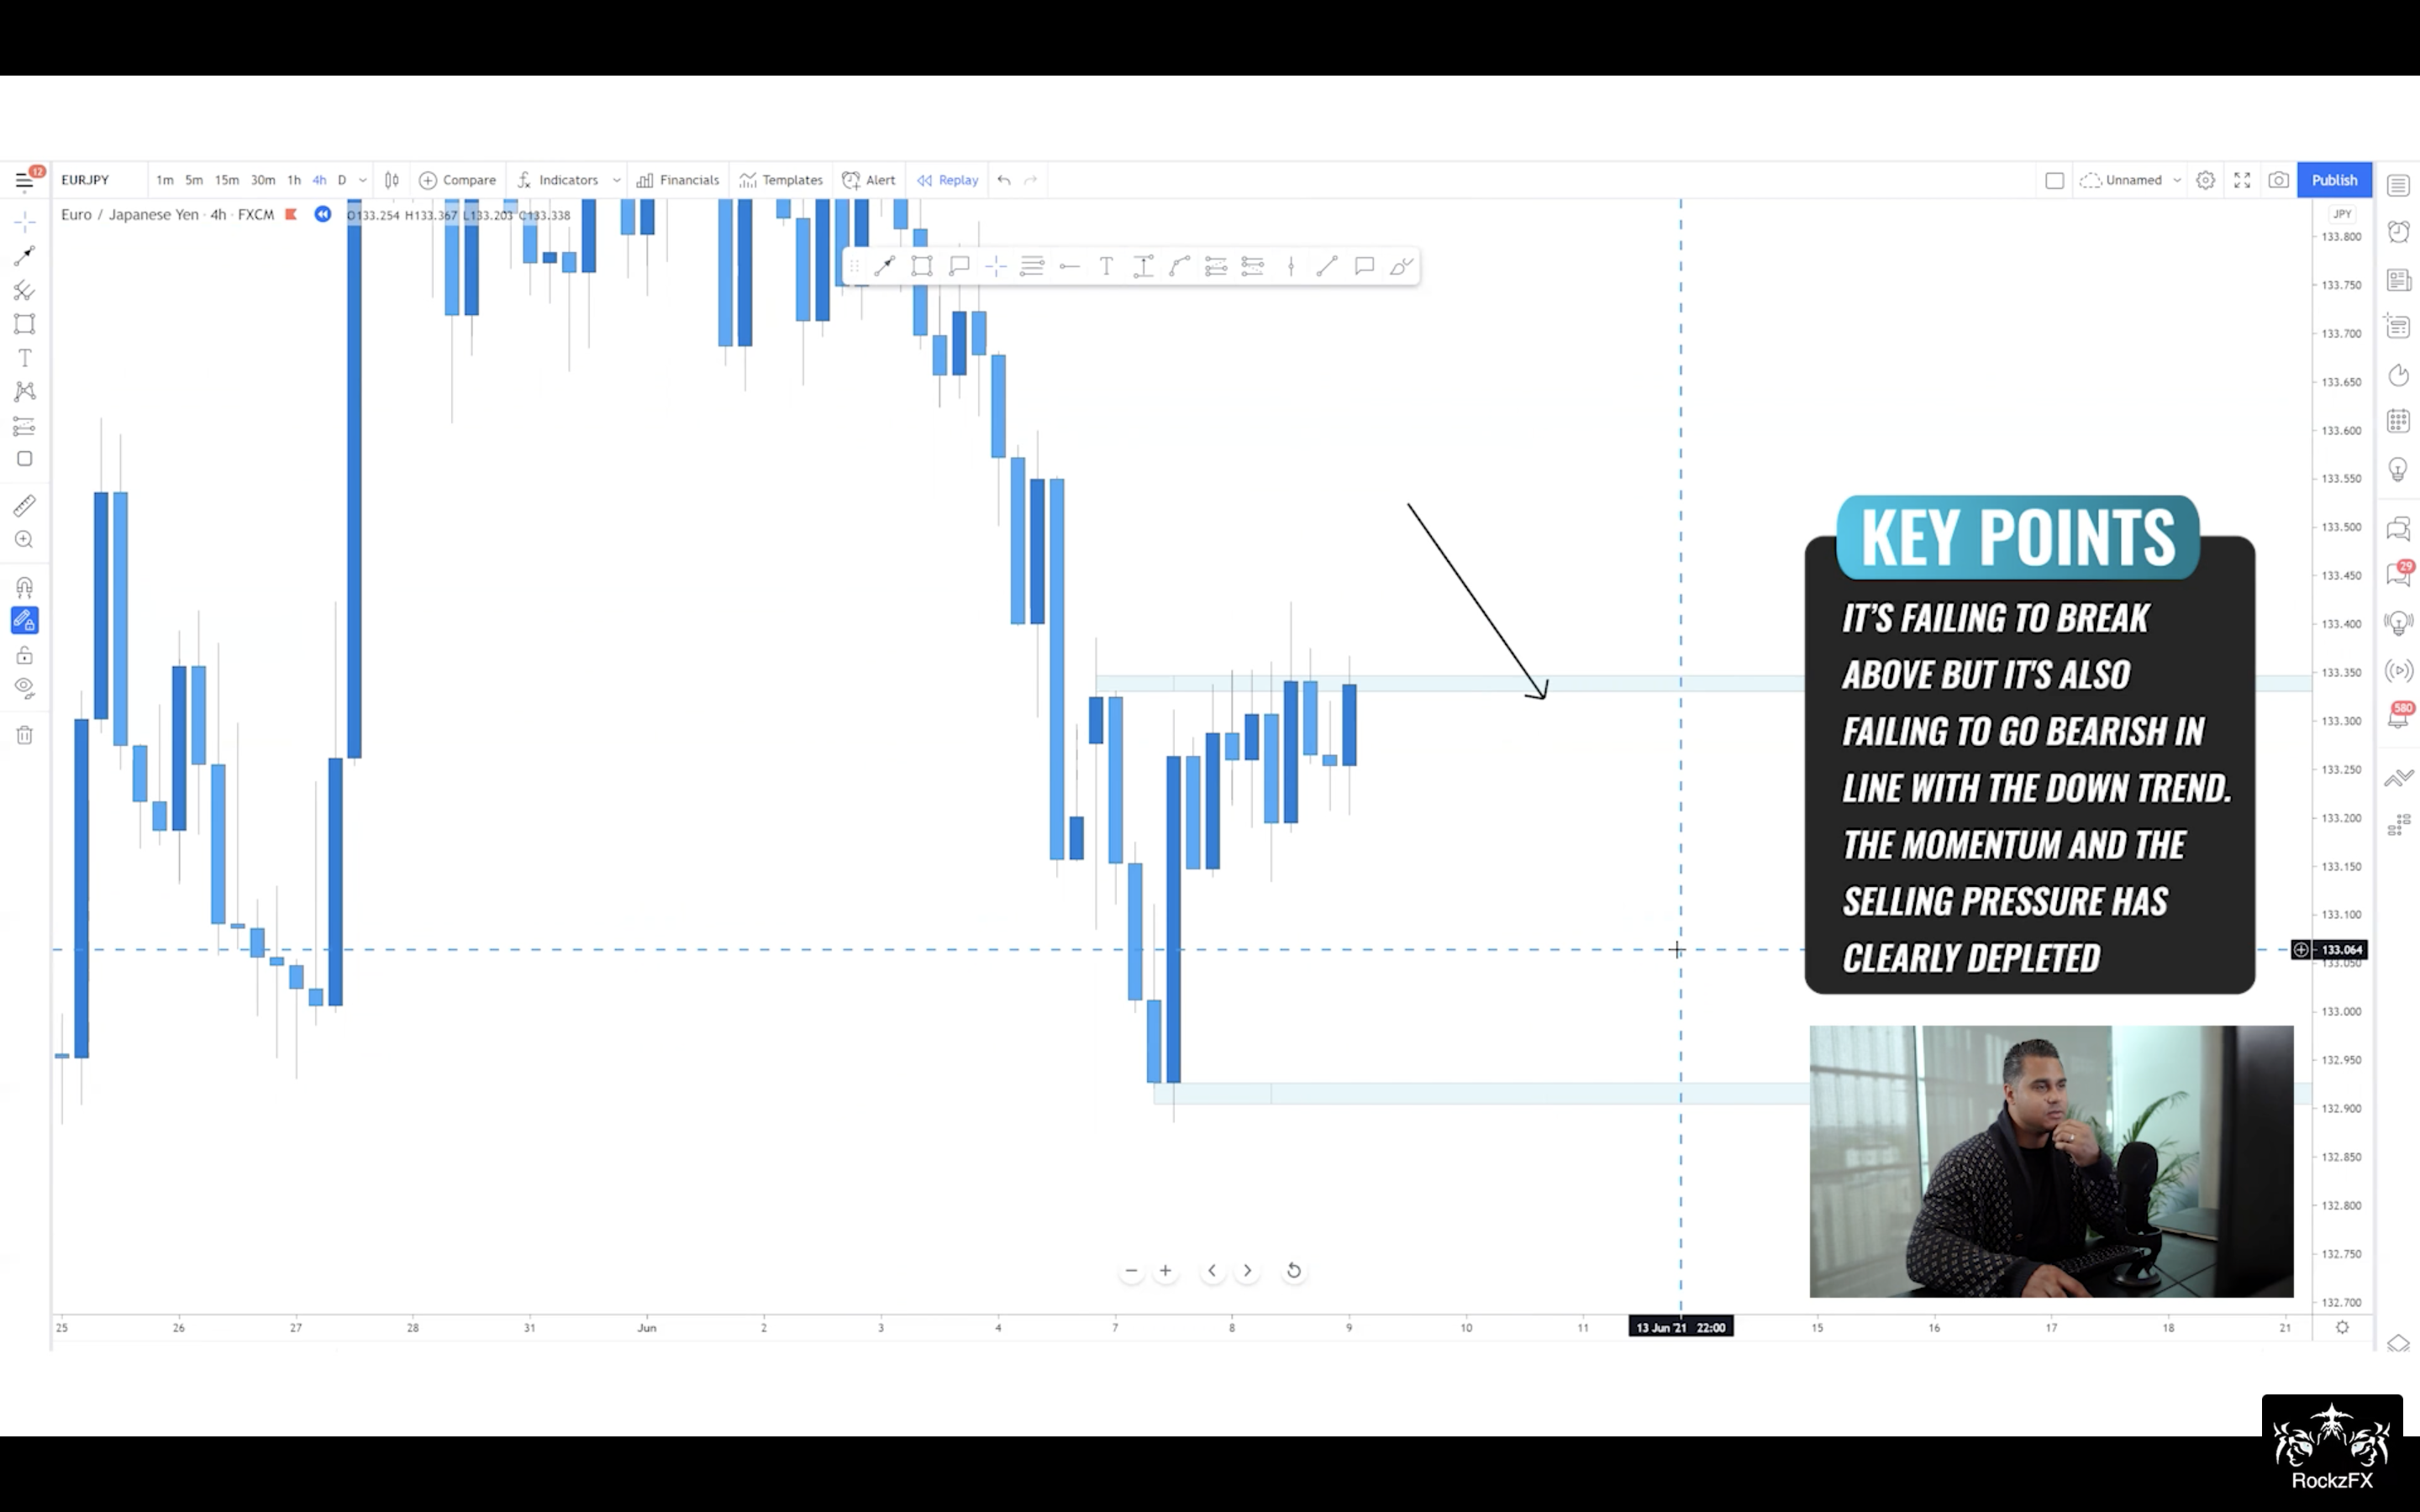 12
EURJPY 1m 5m 15m 30m 1h 4h D Compare Indicators Financials Templates Alert Replay Unnamed Publish
Euro / Japanese Yen · 4h · FXCM O133.254 H133.367 L133.203 C133.338
JPY
133.800
133.750
133.700
133.650
133.600
133.550
133.500
133.450
133.400
133.350
133.300
133.250
133.200
133.150
133.100
133.064
133.050
133.000
132.950
132.900
132.850
132.800
132.750
132.700
29
580
KEY POINTS
IT'S FAILING TO BREAK
ABOVE BUT IT'S ALSO
FAILING TO GO BEARISH IN
LINE WITH THE DOWN TREND.
THE MOMENTUM AND THE
SELLING PRESSURE HAS
CLEARLY DEPLETED
25 26 27 28 31 Jun 2 3 4 7 8 9 10 11 13 Jun '21 22:00 15 16 17 18 21
RockzFX